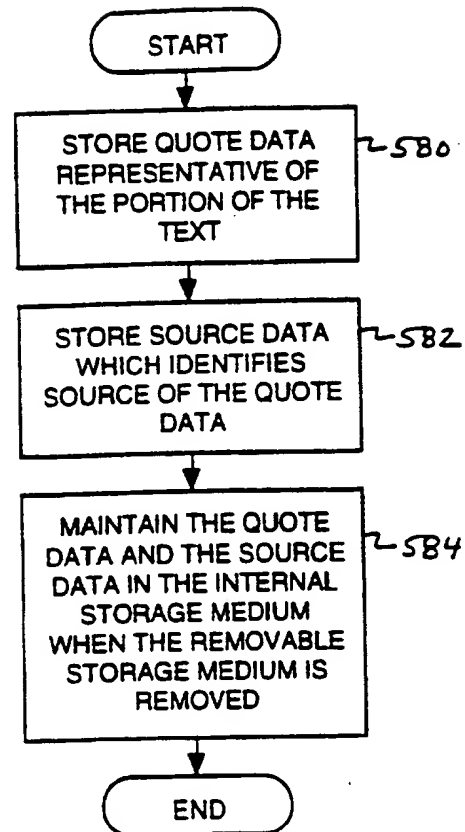 START
STORE QUOTE DATA
REPRESENTATIVE OF
THE PORTION OF THE
TEXT
580
STORE SOURCE DATA
WHICH IDENTIFIES
SOURCE OF THE QUOTE
DATA
582
MAINTAIN THE QUOTE
DATA AND THE SOURCE
DATA IN THE INTERNAL
STORAGE MEDIUM
WHEN THE REMOVABLE
STORAGE MEDIUM IS
REMOVED
584
END